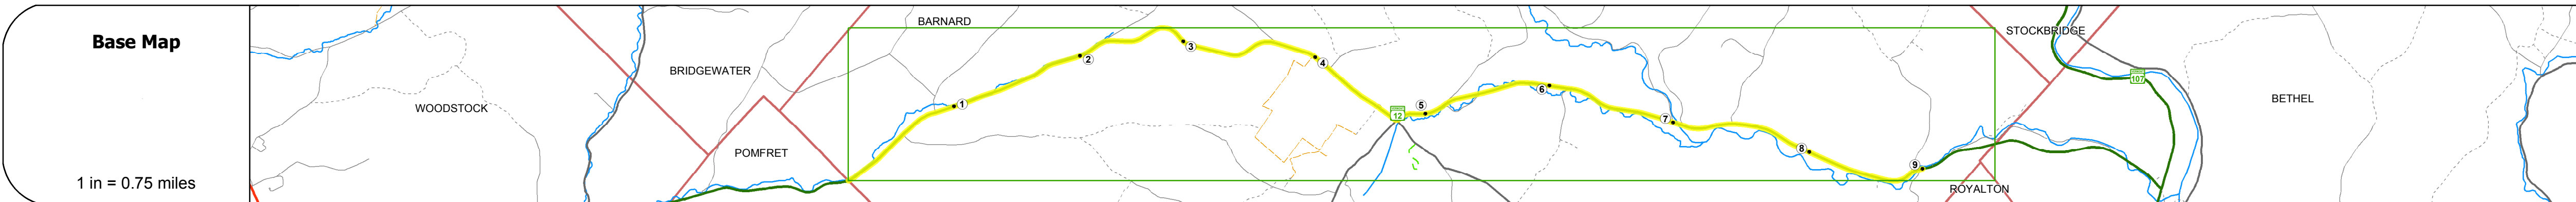 Base Map
1 in = 0.75 miles
WOODSTOCK
BRIDGEWATER
POMFRET
BARNARD
1
2
3
4
12
5
6
7
8
9
STOCKBRIDGE
ROYALTON
107
BETHEL